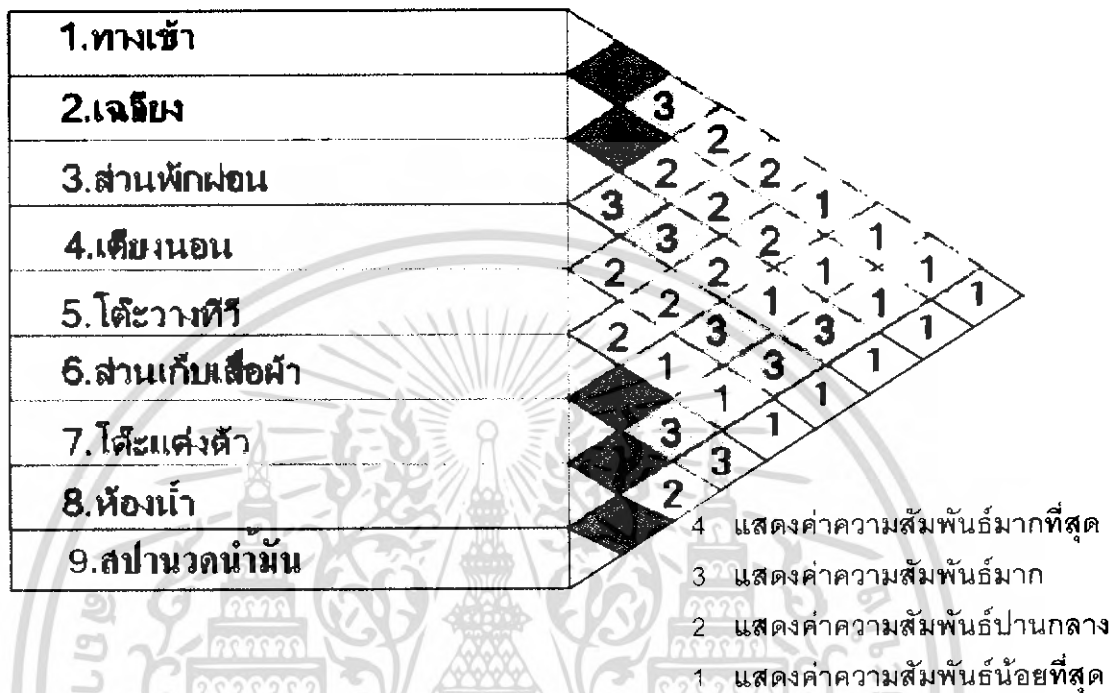 1.ทางเข้า
2.เฉลียง
3.ส่วนพักผ่อน
4.เตียงนอน
5.โต๊ะวางทีวี
6.ส่วนเก็บเสื้อผ้า
7.โต๊ะแต่งตัว
8.ห้องน้ำ
9.สปานวดน้ำมัน
3
2
2 2
3 2 1
3 2 1
2 2 1 1
2 1 1 1
2 3 3 1
1 3 1
1 1
3 1
3
2
4 แสดงค่าความสัมพันธ์มากที่สุด
3 แสดงค่าความสัมพันธ์มาก
2 แสดงค่าความสัมพันธ์ปานกลาง
1 แสดงค่าความสัมพันธ์น้อยที่สุด